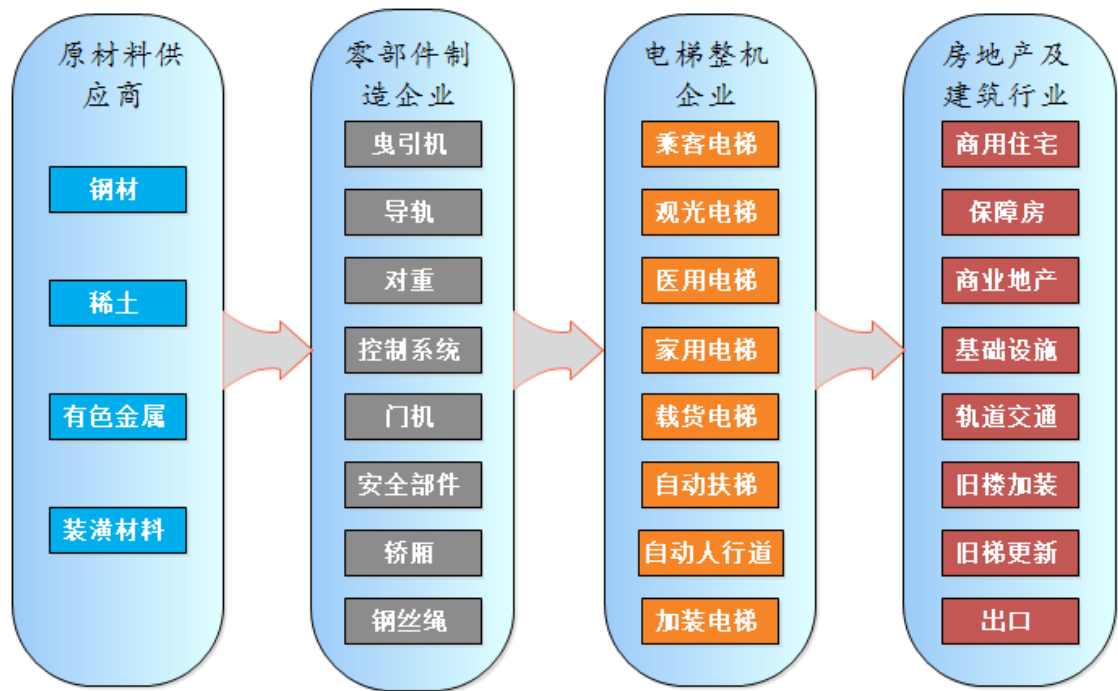 原材料供
应商
钢材
稀土
有色金属
装潢材料
零部件制
造企业
曳引机
导轨
对重
控制系统
门机
安全部件
轿厢
钢丝绳
电梯整机
企业
乘客电梯
观光电梯
医用电梯
家用电梯
载货电梯
自动扶梯
自动人行道
加装电梯
房地产及
建筑行业
商用住宅
保障房
商业地产
基础设施
轨道交通
旧楼加装
旧梯更新
出口